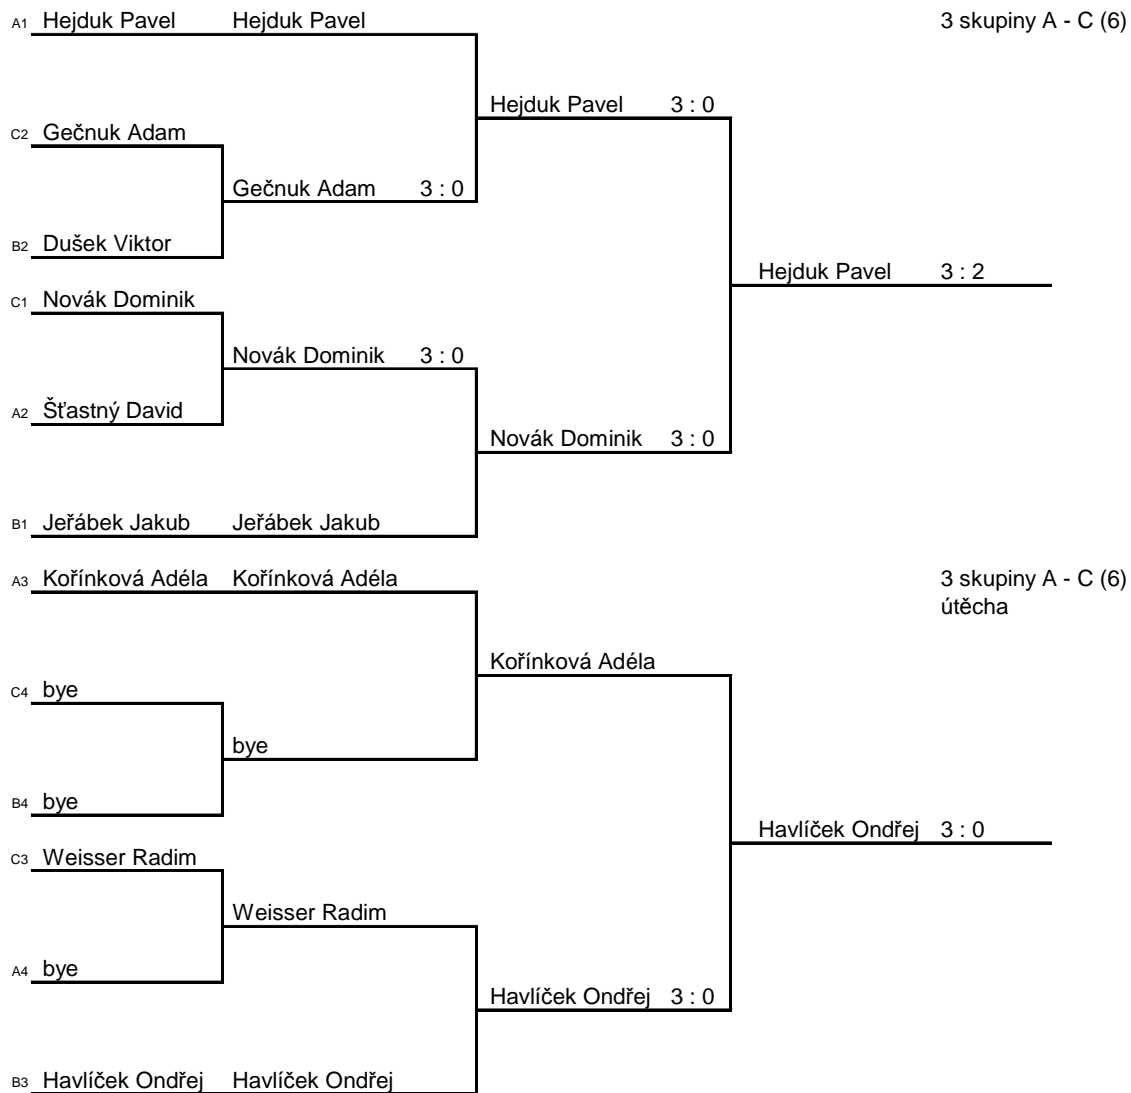 A1 Hejduk Pavel Hejduk Pavel 3 skupiny A - C (6)
Hejduk Pavel 3 : 0
C2 Gečnuk Adam
Gečnuk Adam 3 : 0
B2 Dušek Viktor
Hejduk Pavel 3 : 2
C1 Novák Dominik
Novák Dominik 3 : 0
A2 Šťastný David
Novák Dominik 3 : 0
B1 Jeřábek Jakub Jeřábek Jakub
A3 Kořínková Adéla Kořínková Adéla 3 skupiny A - C (6)
útěcha
Kořínková Adéla
C4 bye
bye
B4 bye
Havlíček Ondřej 3 : 0
C3 Weisser Radim
Weisser Radim
A4 bye
Havlíček Ondřej 3 : 0
B3 Havlíček Ondřej Havlíček Ondřej